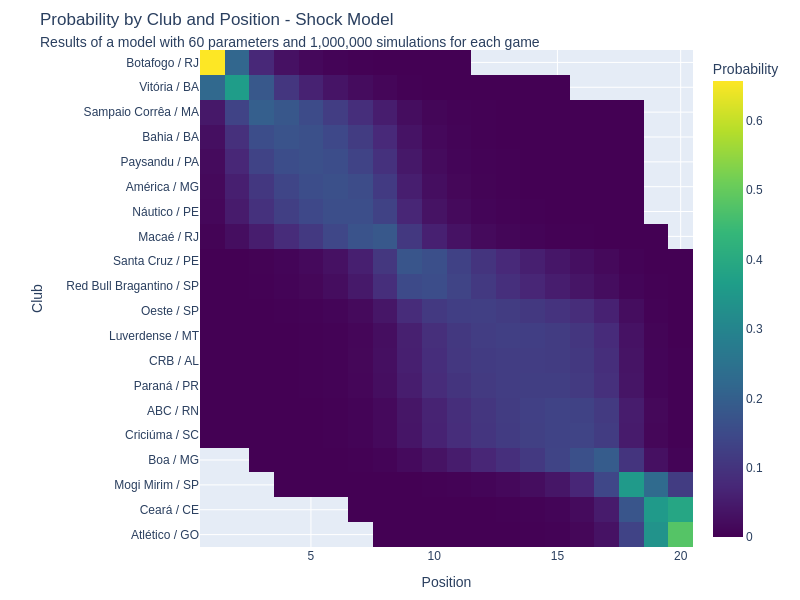 Probability by Club and Position - Shock Model
Results of a model with 60 parameters and 1,000,000 simulations for each game
Probability
Botafogo / RJ
Vitória / BA
Sampaio Corrêa / MA
Bahia / BA
Paysandu / PA
América / MG
Náutico / PE
Macaé / RJ
Santa Cruz / PE
Red Bull Bragantino / SP
Oeste / SP
Luverdense / MT
CRB / AL
Paraná / PR
ABC / RN
Criciúma / SC
Boa / MG
Mogi Mirim / SP
Ceará / CE
Atlético / GO
Club
5
10
15
20
Position
0.6
0.5
0.4
0.3
0.2
0.1
0